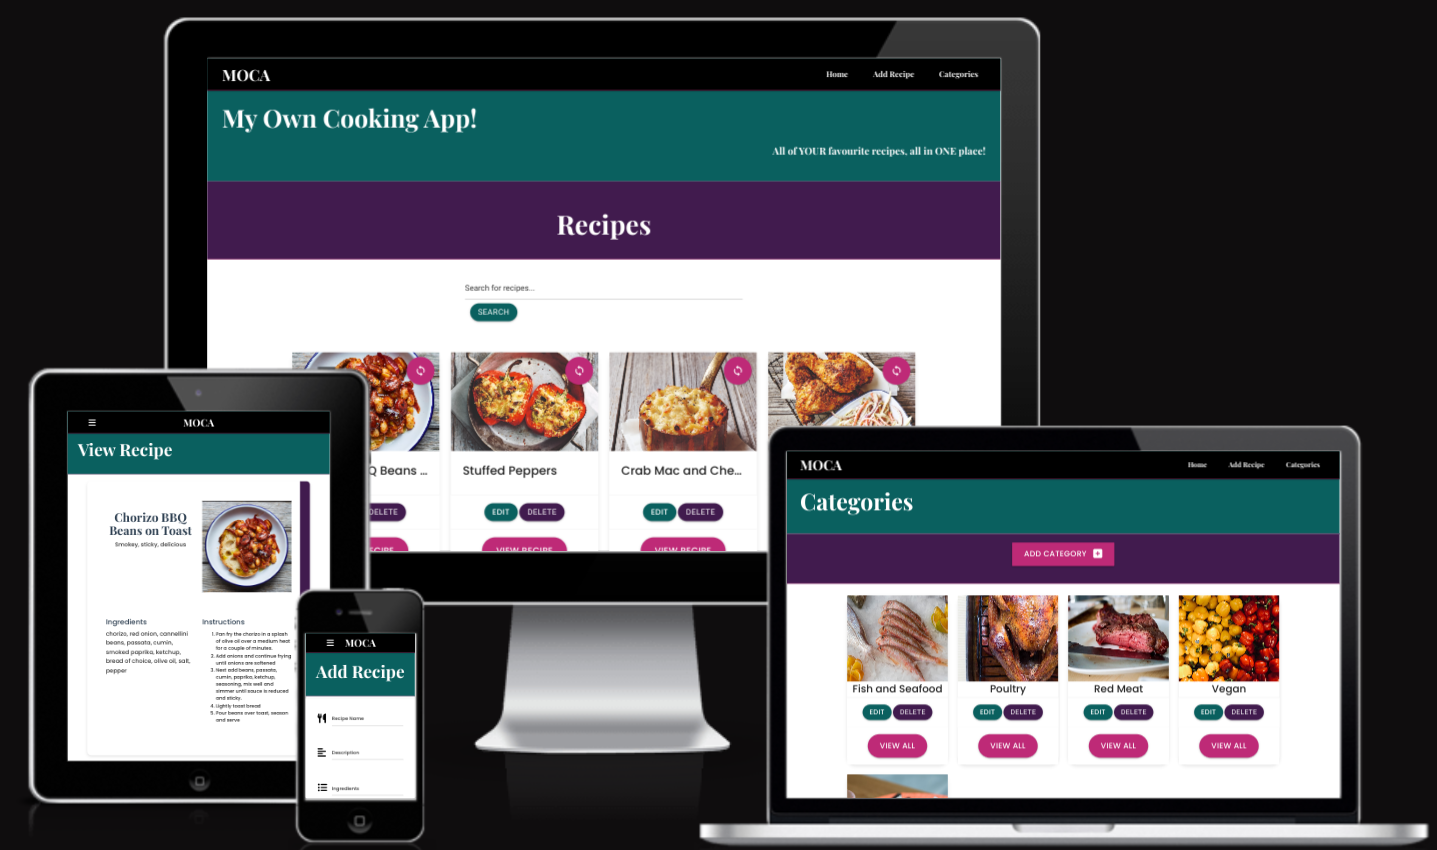 MOCA
Home
Add Recipe
Categories
My Own Cooking App!
All of YOUR favourite recipes, all in ONE place!
Recipes
Search for recipes...
SEARCH
Q Beans ...
Stuffed Peppers
Crab Mac and Che...
DELETE
EDIT DELETE
EDIT DELETE
VIEW RECIPE
VIEW RECIPE
MOCA
View Recipe
Chorizo BBQ
Beans on Toast
Smokey, sticky, delicious
Ingredients
chorizo, red onion, cannellini
beans, passata, cumin,
smoked paprika, ketchup,
bread of choice, olive oil, salt,
pepper
Instructions
1. Pan fry the chorizo in a splash
of olive oil over a medium heat
for a couple of minutes.
2. Add onions and continue frying
until onions are softened
3. Next add beans, passata,
cumin, paprika, ketchup,
seasoning, mix well and
simmer until sauce is reduced
and sticky.
4. Lightly toast bread
5. Pour beans over toast, season
and serve
MOCA
Add Recipe
Recipe Name
Description
Ingredients
MOCA
Home
Add Recipe
Categories
Categories
ADD CATEGORY
Fish and Seafood
Poultry
Red Meat
Vegan
EDIT DELETE
EDIT DELETE
EDIT DELETE
EDIT DELETE
VIEW ALL
VIEW ALL
VIEW ALL
VIEW ALL